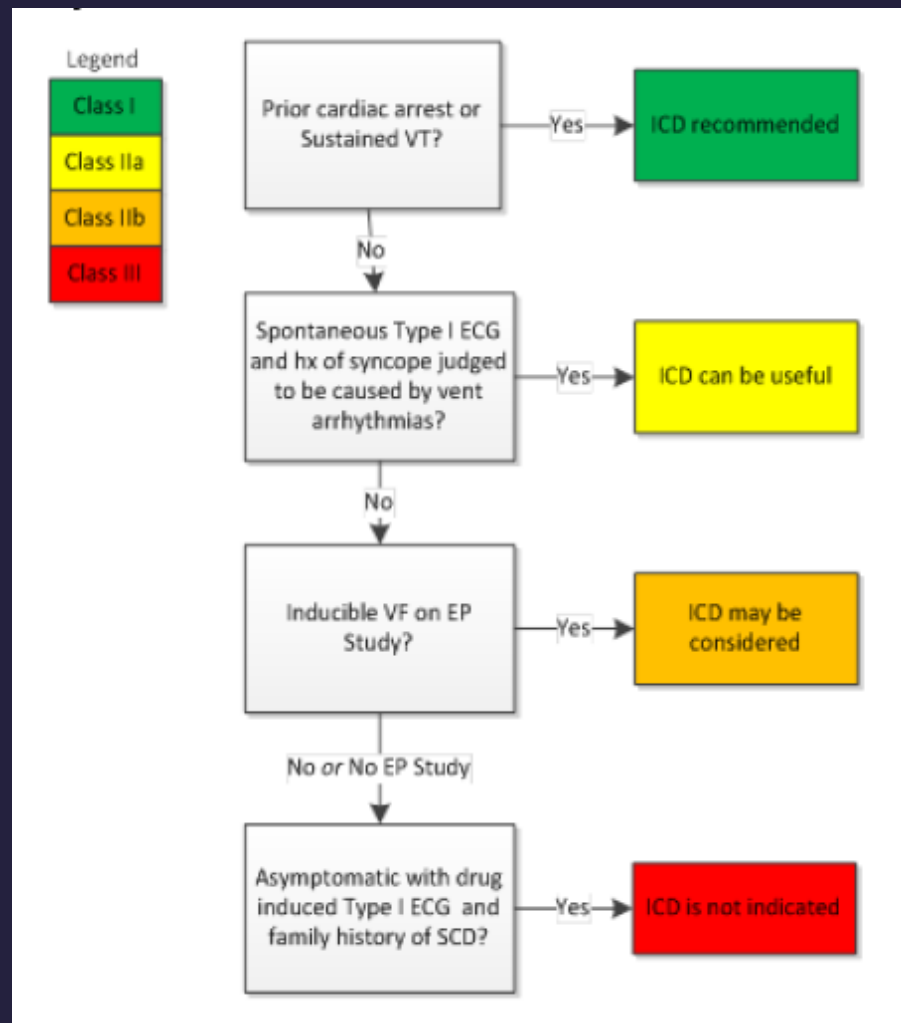 Legend
Class I
Class IIa
Class IIb
Class III
Prior cardiac arrest or
Sustained VT?
Yes
ICD recommended
No
Spontaneous Type I ECG
and hx of syncope judged
to be caused by vent
arrhythmias?
Yes
ICD can be useful
No
Inducible VF on EP
Study?
Yes
ICD may be
considered
No or No EP Study
Asymptomatic with drug
induced Type I ECG and
family history of SCD?
Yes
ICD is not indicated